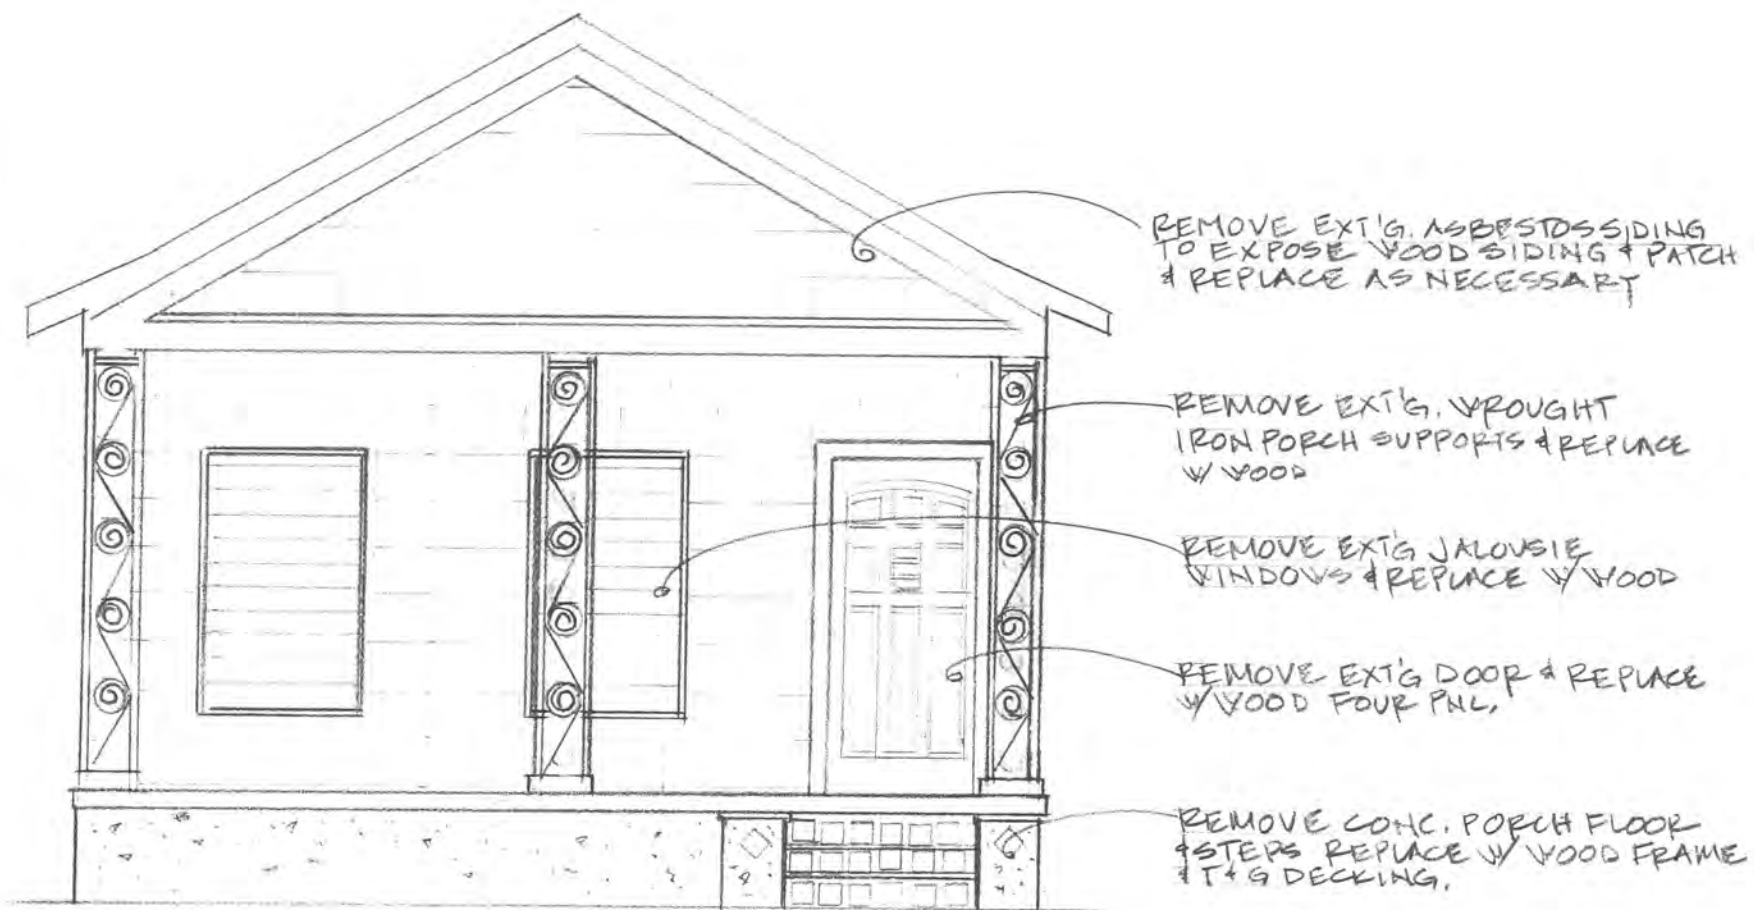 REMOVE EXT'G. ASBESTOS SIDING
TO EXPOSE WOOD SIDING & PATCH
& REPLACE AS NECESSARY
REMOVE EXT'G. WROUGHT
IRON PORCH SUPPORTS & REPLACE
W/ WOOD
REMOVE EXT'G JALOUSIE
WINDOWS & REPLACE W/ WOOD
REMOVE EXT'G DOOR & REPLACE
W/ WOOD FOUR PNL.
REMOVE CONC. PORCH FLOOR
& STEPS REPLACE W/ WOOD FRAME
& T & G DECKING.